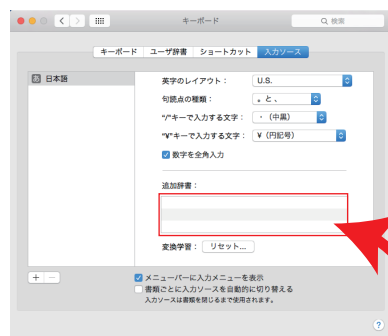 キーボード
検索
キーボード ユーザ辞書 ショートカット 入力ソース
あ 日本語
英字のレイアウト： U.S.
句読点の種類： 。と、
"/"キーで入力する文字： ・（中黒）
"¥"キーで入力する文字： ¥（円記号）
数字を全角入力
追加辞書：
変換学習： リセット...
+ −
メニューバーに入力メニューを表示
書類ごとに入力ソースを自動的に切り替える
入力ソースは書類を閉じるまで使用されます。
?